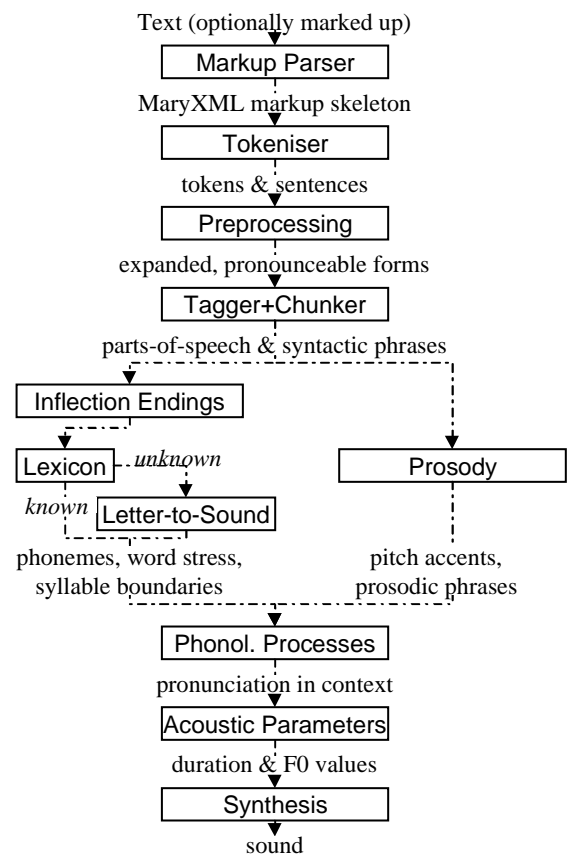 Text (optionally marked up)
Markup Parser
MaryXML markup skeleton
Tokeniser
tokens & sentences
Preprocessing
expanded, pronounceable forms
Tagger+Chunker
parts-of-speech & syntactic phrases
Inflection Endings
Lexicon
unknown
Prosody
known
Letter-to-Sound
phonemes, word stress,
syllable boundaries
pitch accents,
prosodic phrases
Phonol. Processes
pronunciation in context
Acoustic Parameters
duration & F0 values
Synthesis
sound